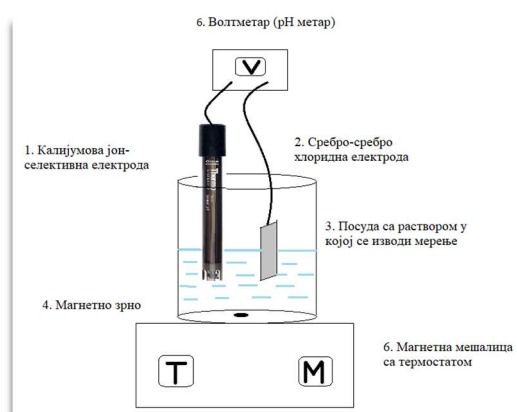 6. Волтметар (pH метар)
V
1. Калијумова јон-
селективна електрода
2. Сребро-сребро
хлоридна електрода
Thermo
3. Посуда са раствором у
којој се изводи мерење
4. Магнетно зрно
6. Магнетна мешалица
са термостатом
T
M